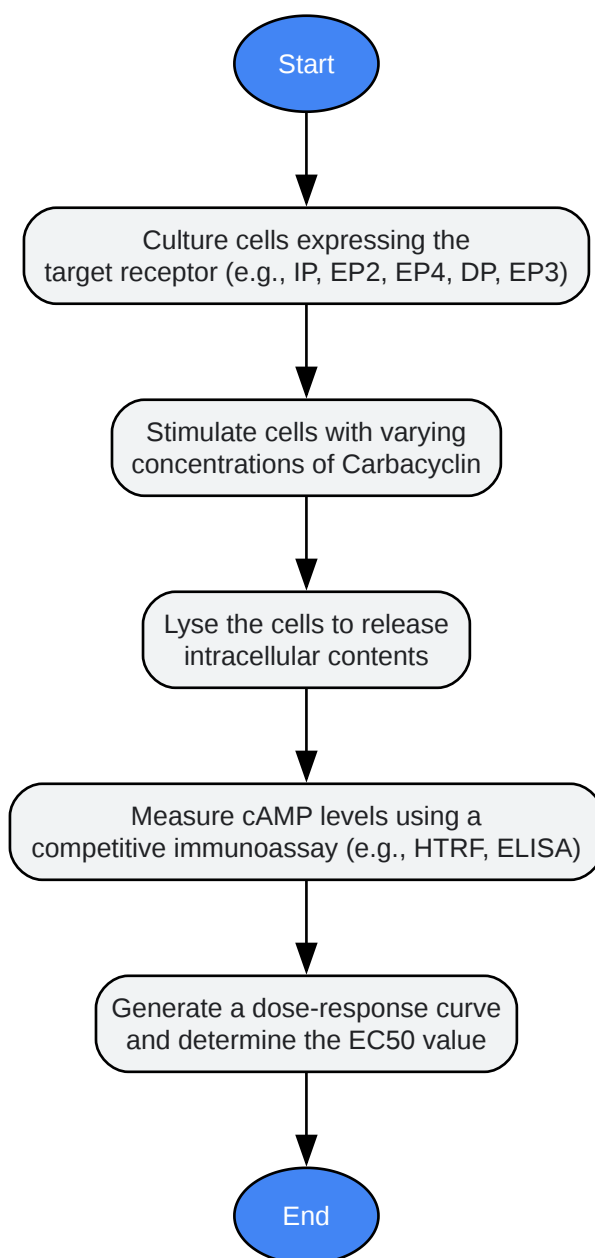 Start
Culture cells expressing the
target receptor (e.g., IP, EP2, EP4, DP, EP3)
Stimulate cells with varying
concentrations of Carbacyclin
Lyse the cells to release
intracellular contents
Measure cAMP levels using a
competitive immunoassay (e.g., HTRF, ELISA)
Generate a dose-response curve
and determine the EC50 value
End